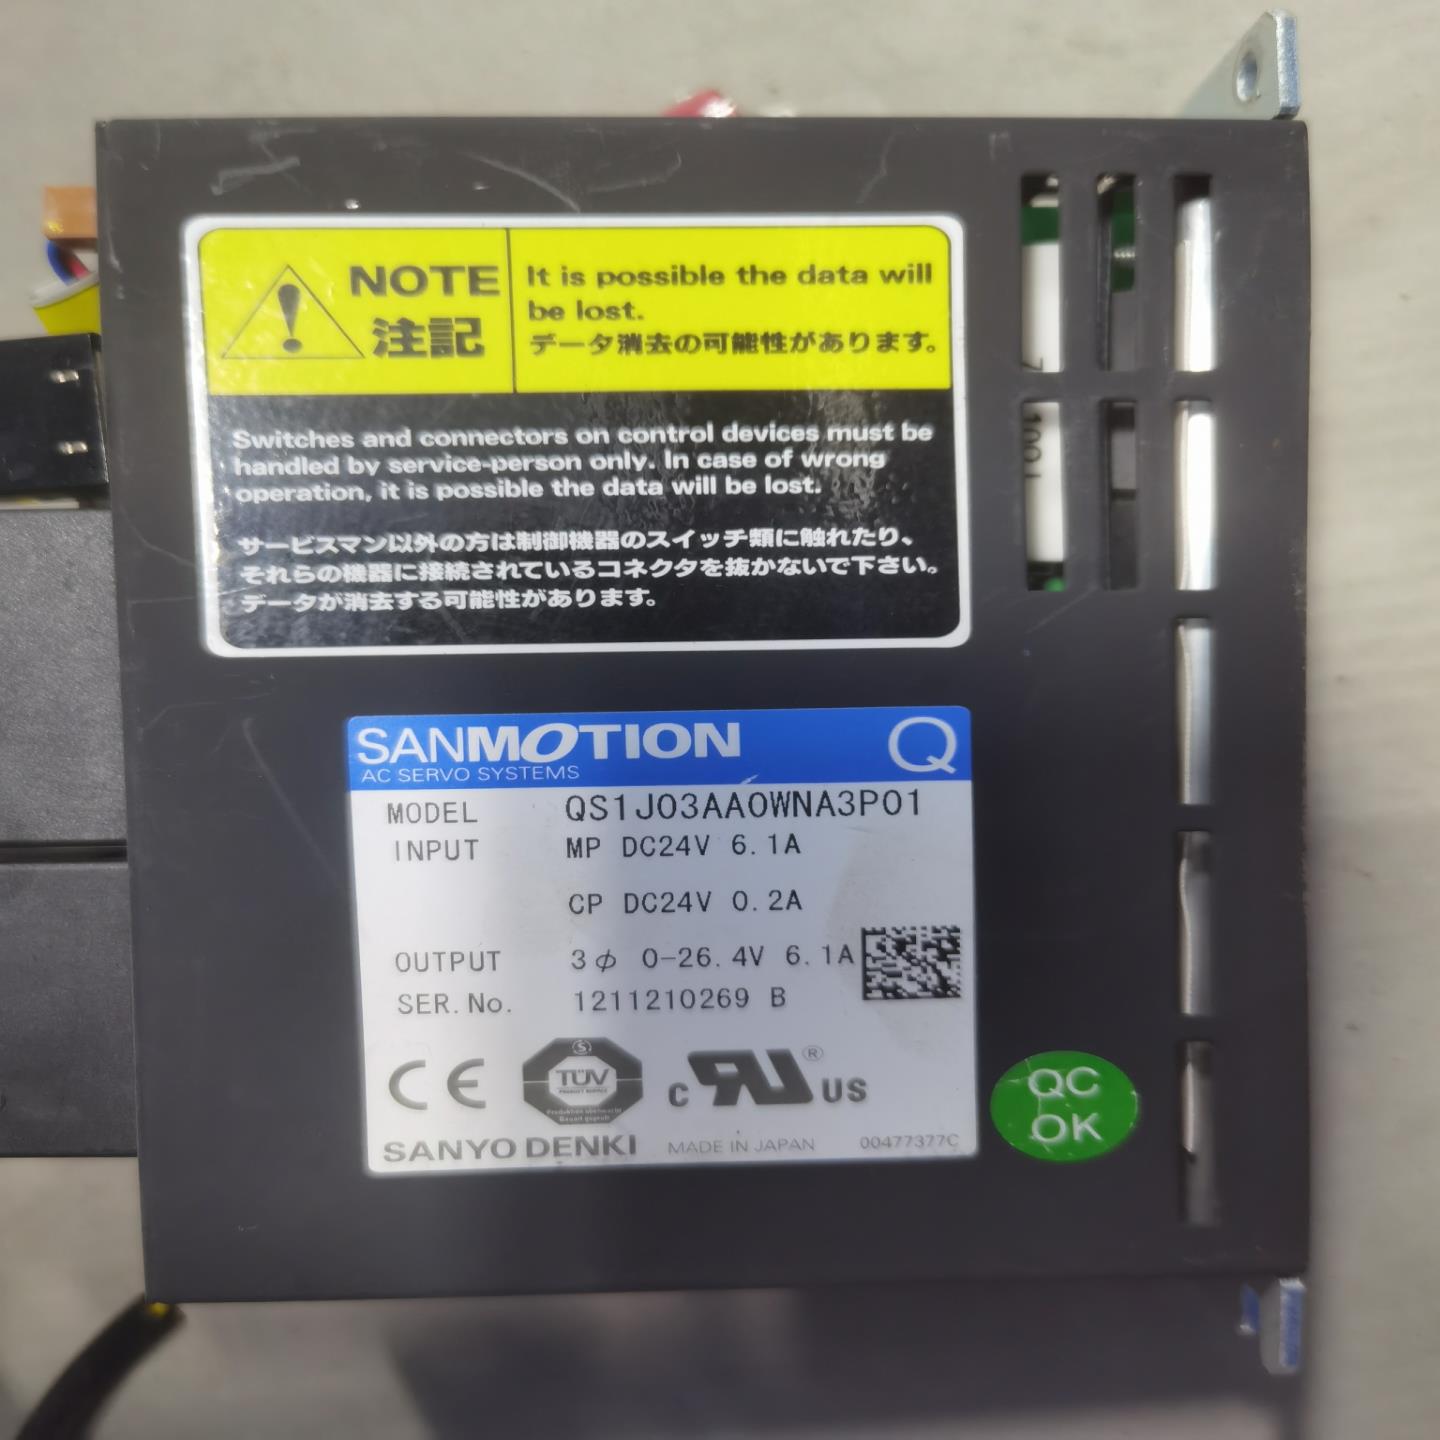 NOTE
注記
It is possible the data will
be lost.
データ消去の可能性があります。
Switches and connectors on control devices must be
handled by service-person only. In case of wrong
operation, it is possible the data will be lost.
サービスマン以外の方は制御機器のスイッチ類に触れたり、
それらの機器に接続されているコネクタを抜かないで下さい。
データが消去する可能性があります。
SANMOTION Q
AC SERVO SYSTEMS
MODEL QS1J03AA0WNA3P01
INPUT MP DC24V 6.1A
CP DC24V 0.2A
OUTPUT 3φ 0-26.4V 6.1A
SER.No. 1211210269 B
CE
S
TÜV
PRODUCT SERVICE
Produktion überwacht
Bauart geprüft
c RU ® US
SANYO DENKI MADE IN JAPAN 00477377C
QC
OK